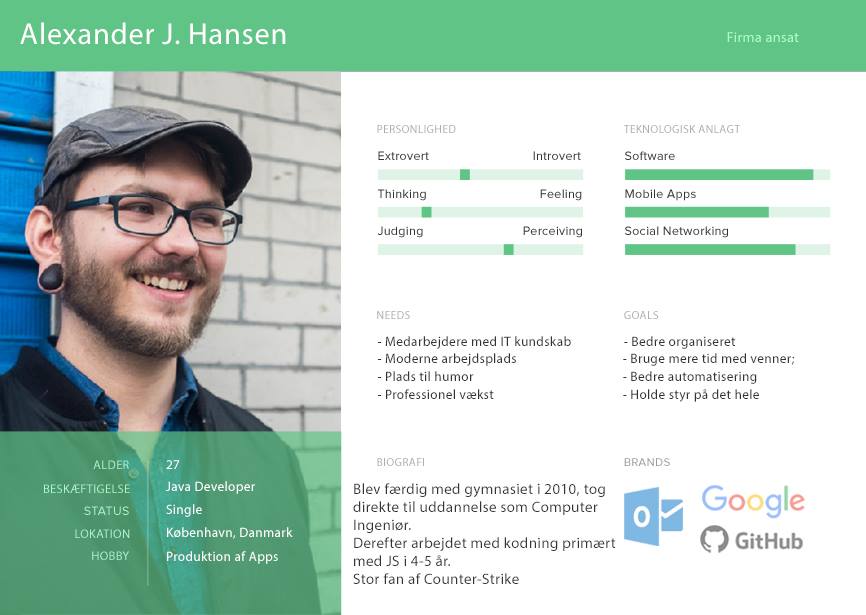 Alexander J. Hansen
Firma ansat
PERSONLIGHED
Extrovert Introvert
Thinking Feeling
Judging Perceiving
TEKNOLOGISK ANLAGT
Software
Mobile Apps
Social Networking
NEEDS
- Medarbejdere med IT kundskab
- Moderne arbejdsplads
- Plads til humor
- Professionel vækst
GOALS
- Bedre organiseret
- Bruge mere tid med venner;
- Bedre automatisering
- Holde styr på det hele
ALDER 27
BESKÆFTIGELSE Java Developer
STATUS Single
LOKATION København, Danmark
HOBBY Produktion af Apps
BIOGRAFI
Blev færdig med gymnasiet i 2010, tog
direkte til uddannelse som Computer
Ingeniør.
Derefter arbejdet med kodning primært
med JS i 4-5 år.
Stor fan af Counter-Strike
BRANDS
O
Google
GitHub